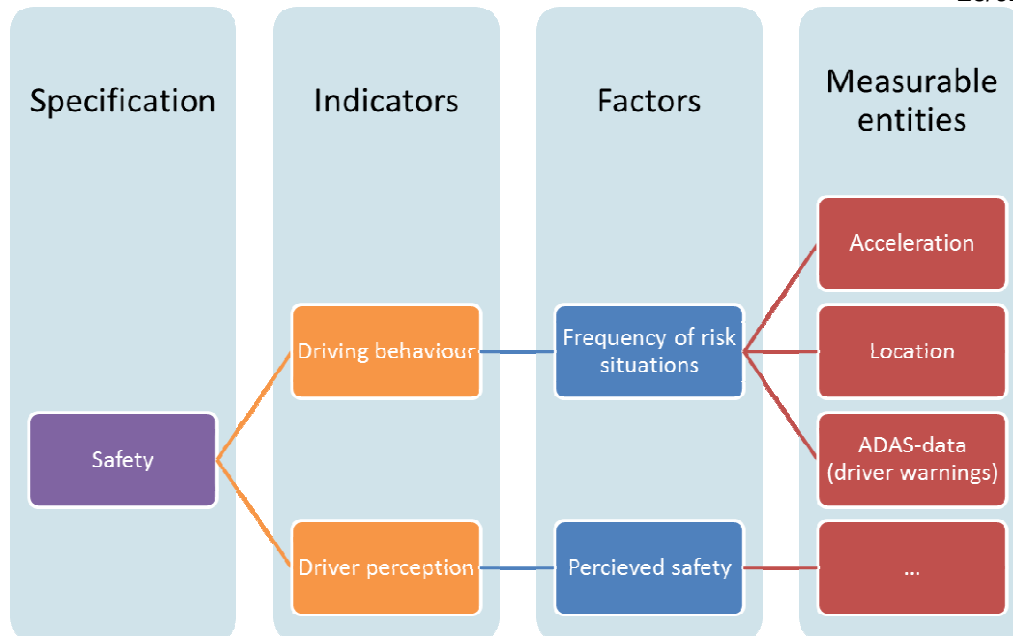 Specification
Indicators
Factors
Measurable
entities
Safety
Driving behaviour
Driver perception
Frequency of risk
situations
Percieved safety
Acceleration
Location
ADAS-data
(driver warnings)
...